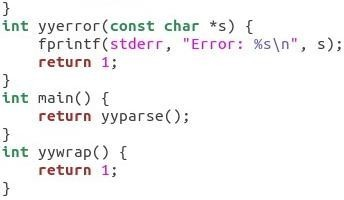 }
int yyerror(const char *s) {
    fprintf(stderr, "Error: %s\n", s);
    return 1;
}
int main() {
    return yyparse();
}
int yywrap() {
    return 1;
}